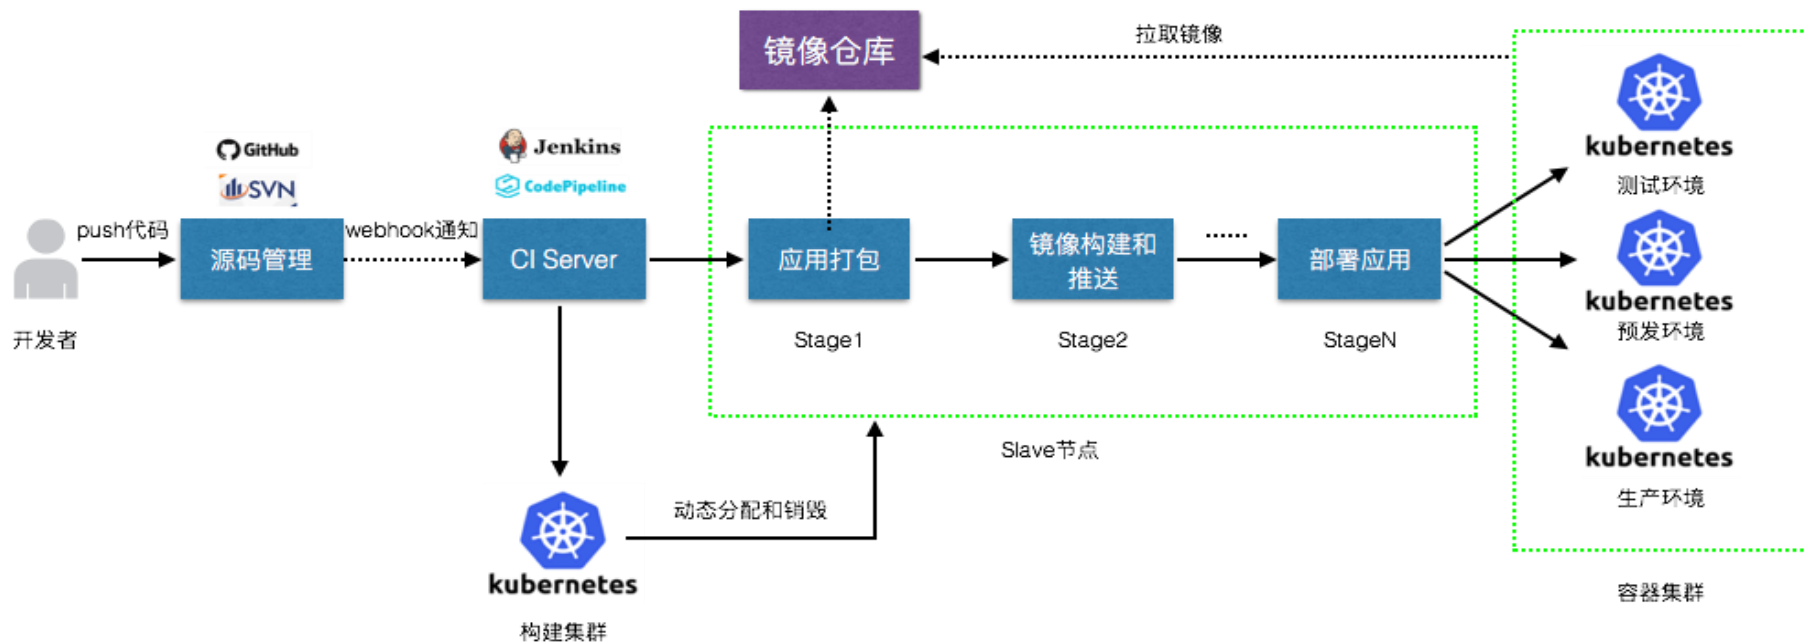 镜像仓库
拉取镜像
kubernetes
测试环境
GitHub
SVN
Jenkins
CodePipeline
push代码
源码管理
webhook通知
CI Server
应用打包
镜像构建和
推送
......
部署应用
kubernetes
预发环境
开发者
Stage1
Stage2
StageN
Slave节点
kubernetes
生产环境
动态分配和销毁
kubernetes
构建集群
容器集群